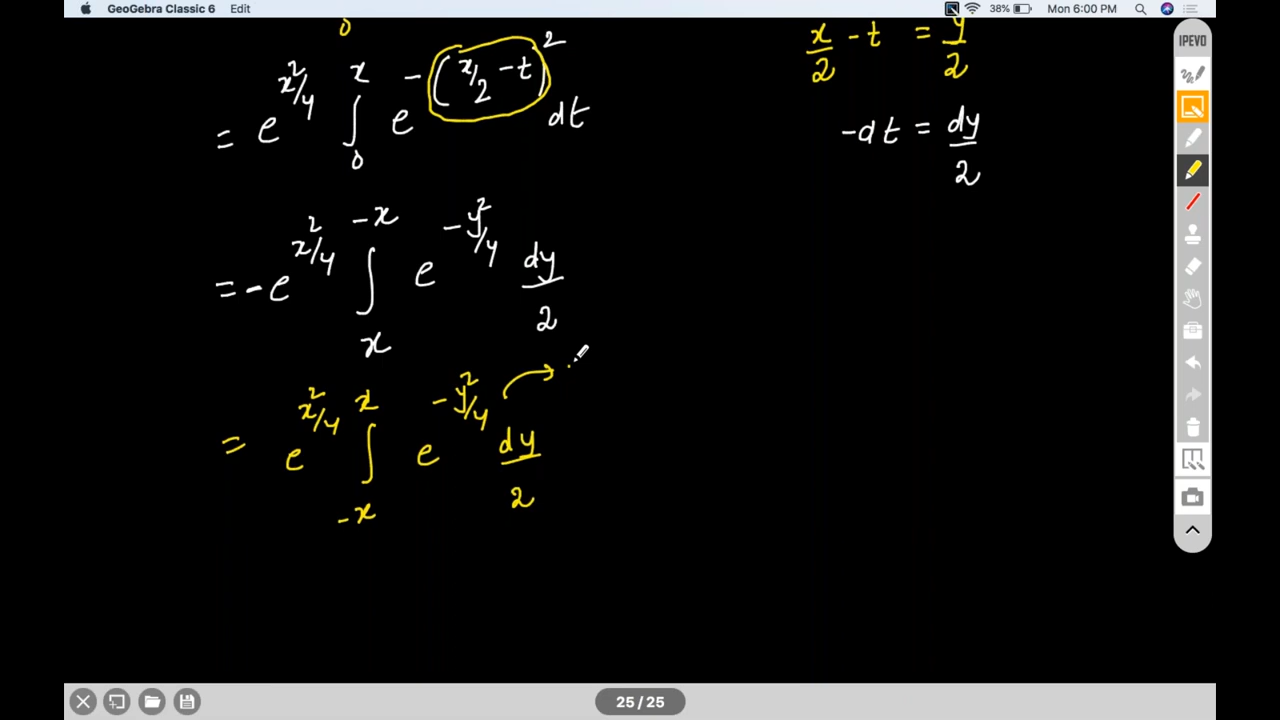 GeoGebra Classic 6 Edit 38% Mon 6:00 PM
0
= e^{x²/4} ∫_0^x e^{-(x/2 - t)²} dt
x/2 - t = y/2
-dt = dy/2
= -e^{x²/4} ∫_x^{-x} e^{-y²/4} dy/2
= e^{x²/4} ∫_{-x}^x e^{-y²/4} dy/2
IPEVO
25 / 25